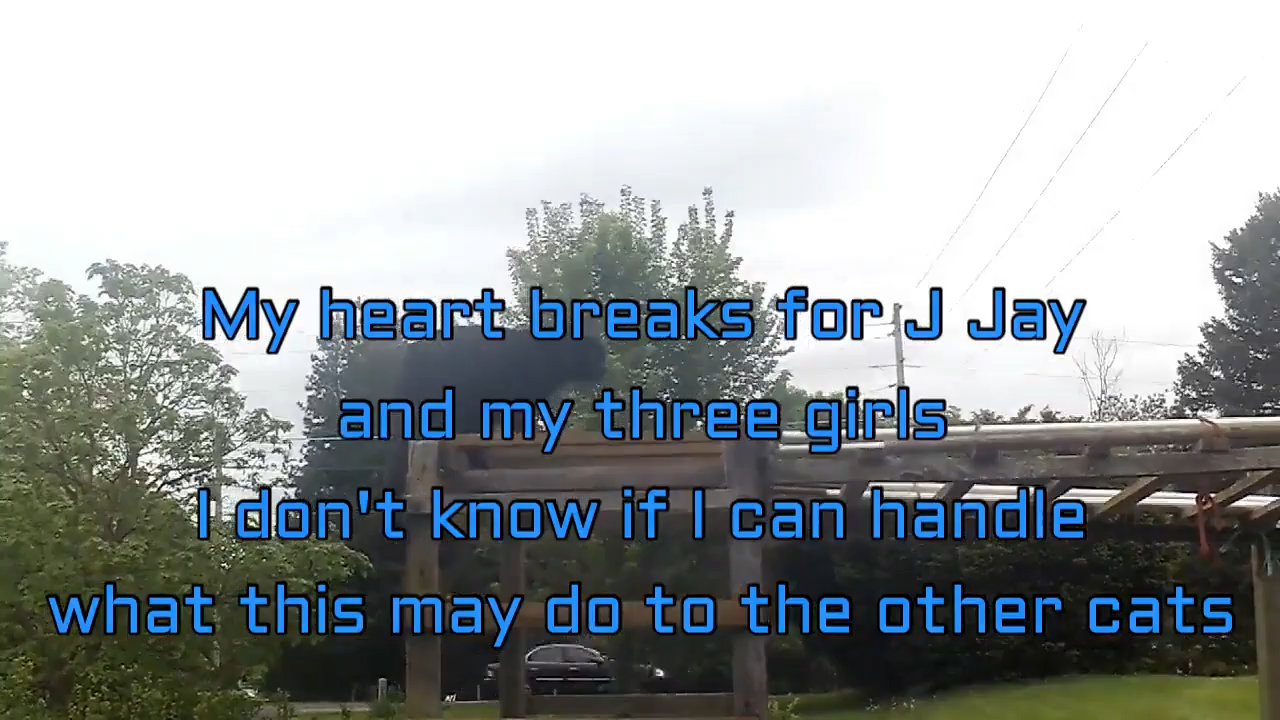 My heart breaks for J Jay
and my three girls
I don't know if I can handle
what this may do to the other cats